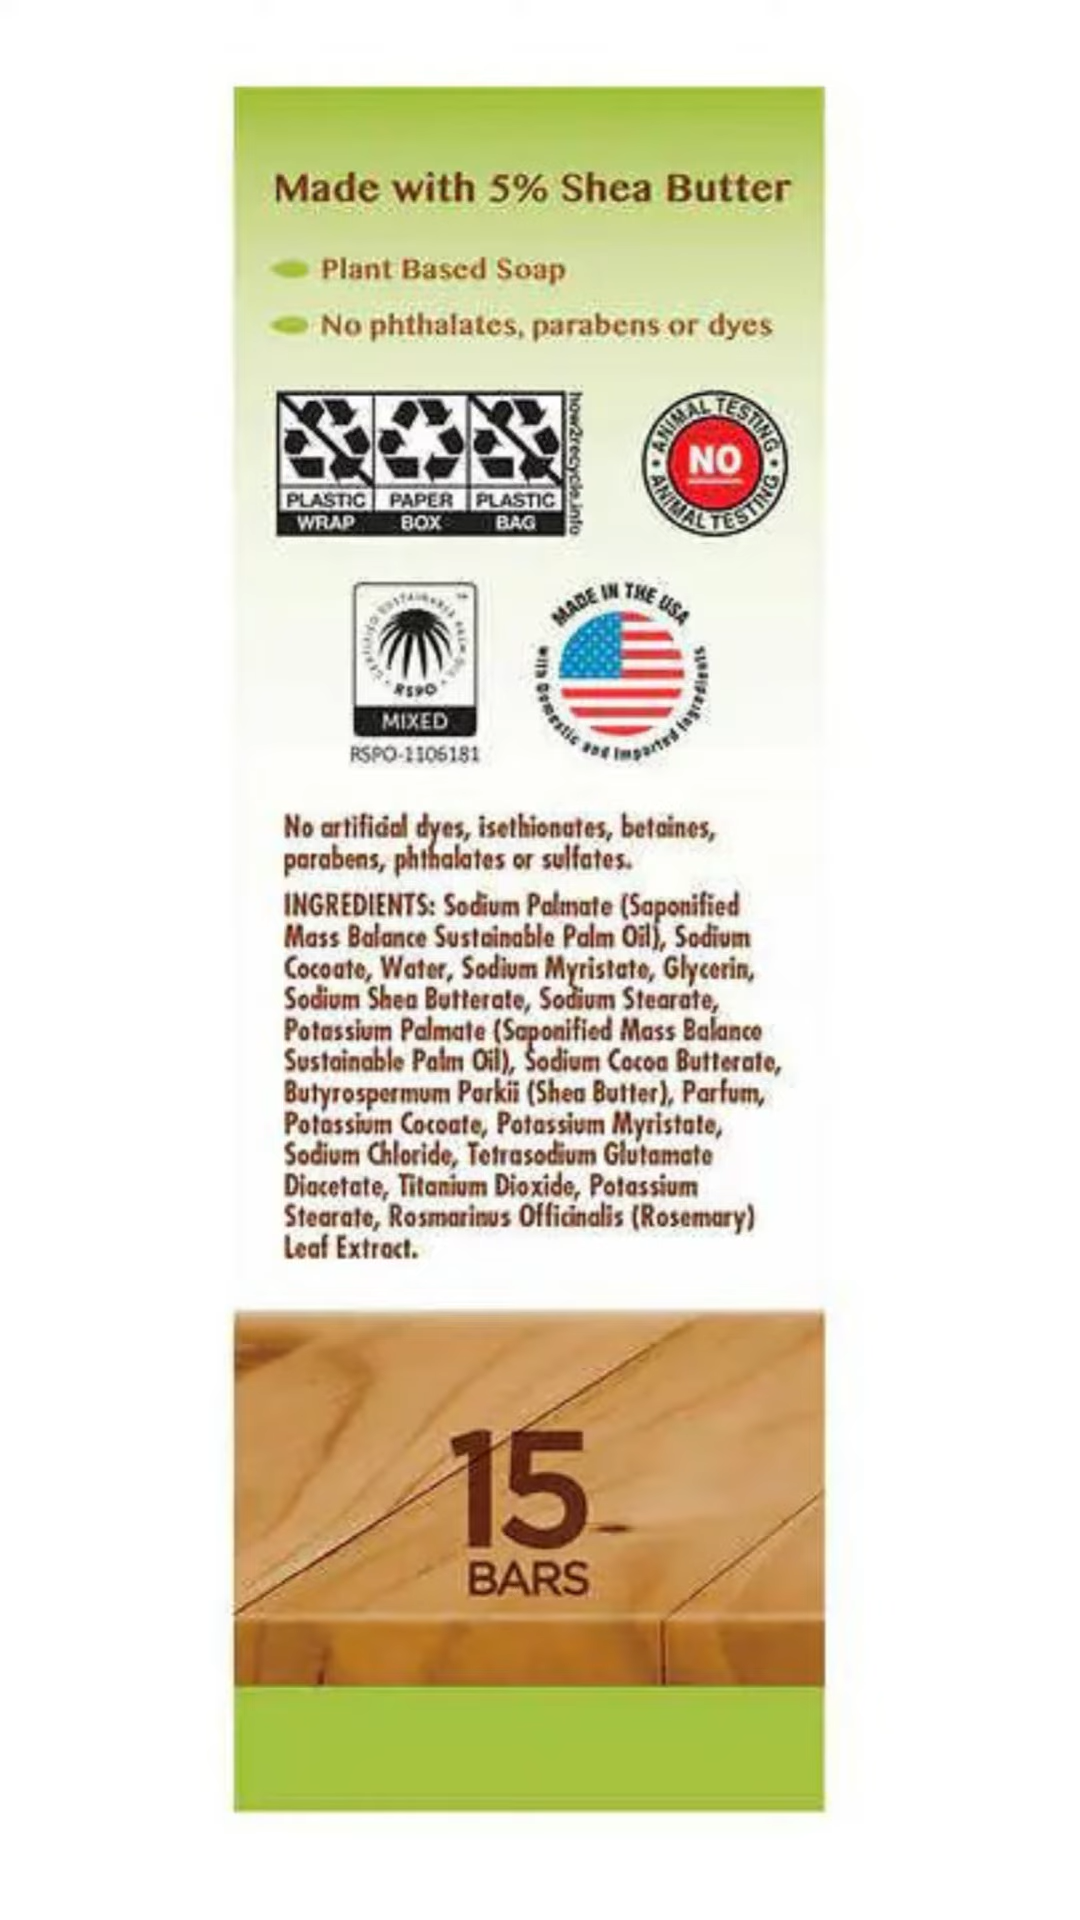 Made with 5% Shea Butter
Plant Based Soap
No phthalates, parabens or dyes
PLASTIC WRAP
PAPER BOX
PLASTIC BAG
how2recycle.info
ANIMAL TESTING
NO
ANIMAL TESTING
CERTIFIED SUSTAINABLE PALM OIL
RSPO
MIXED
RSPO-1106181
MADE IN THE USA
with Domestic and Imported Ingredients
No artificial dyes, isethionates, betaines,
parabens, phthalates or sulfates.
INGREDIENTS: Sodium Palmate (Saponified
Mass Balance Sustainable Palm Oil), Sodium
Cocoate, Water, Sodium Myristate, Glycerin,
Sodium Shea Butterate, Sodium Stearate,
Potassium Palmate (Saponified Mass Balance
Sustainable Palm Oil), Sodium Cocoa Butterate,
Butyrospermum Parkii (Shea Butter), Parfum,
Potassium Cocoate, Potassium Myristate,
Sodium Chloride, Tetrasodium Glutamate
Diacetate, Titanium Dioxide, Potassium
Stearate, Rosmarinus Officinalis (Rosemary)
Leaf Extract.
15
BARS